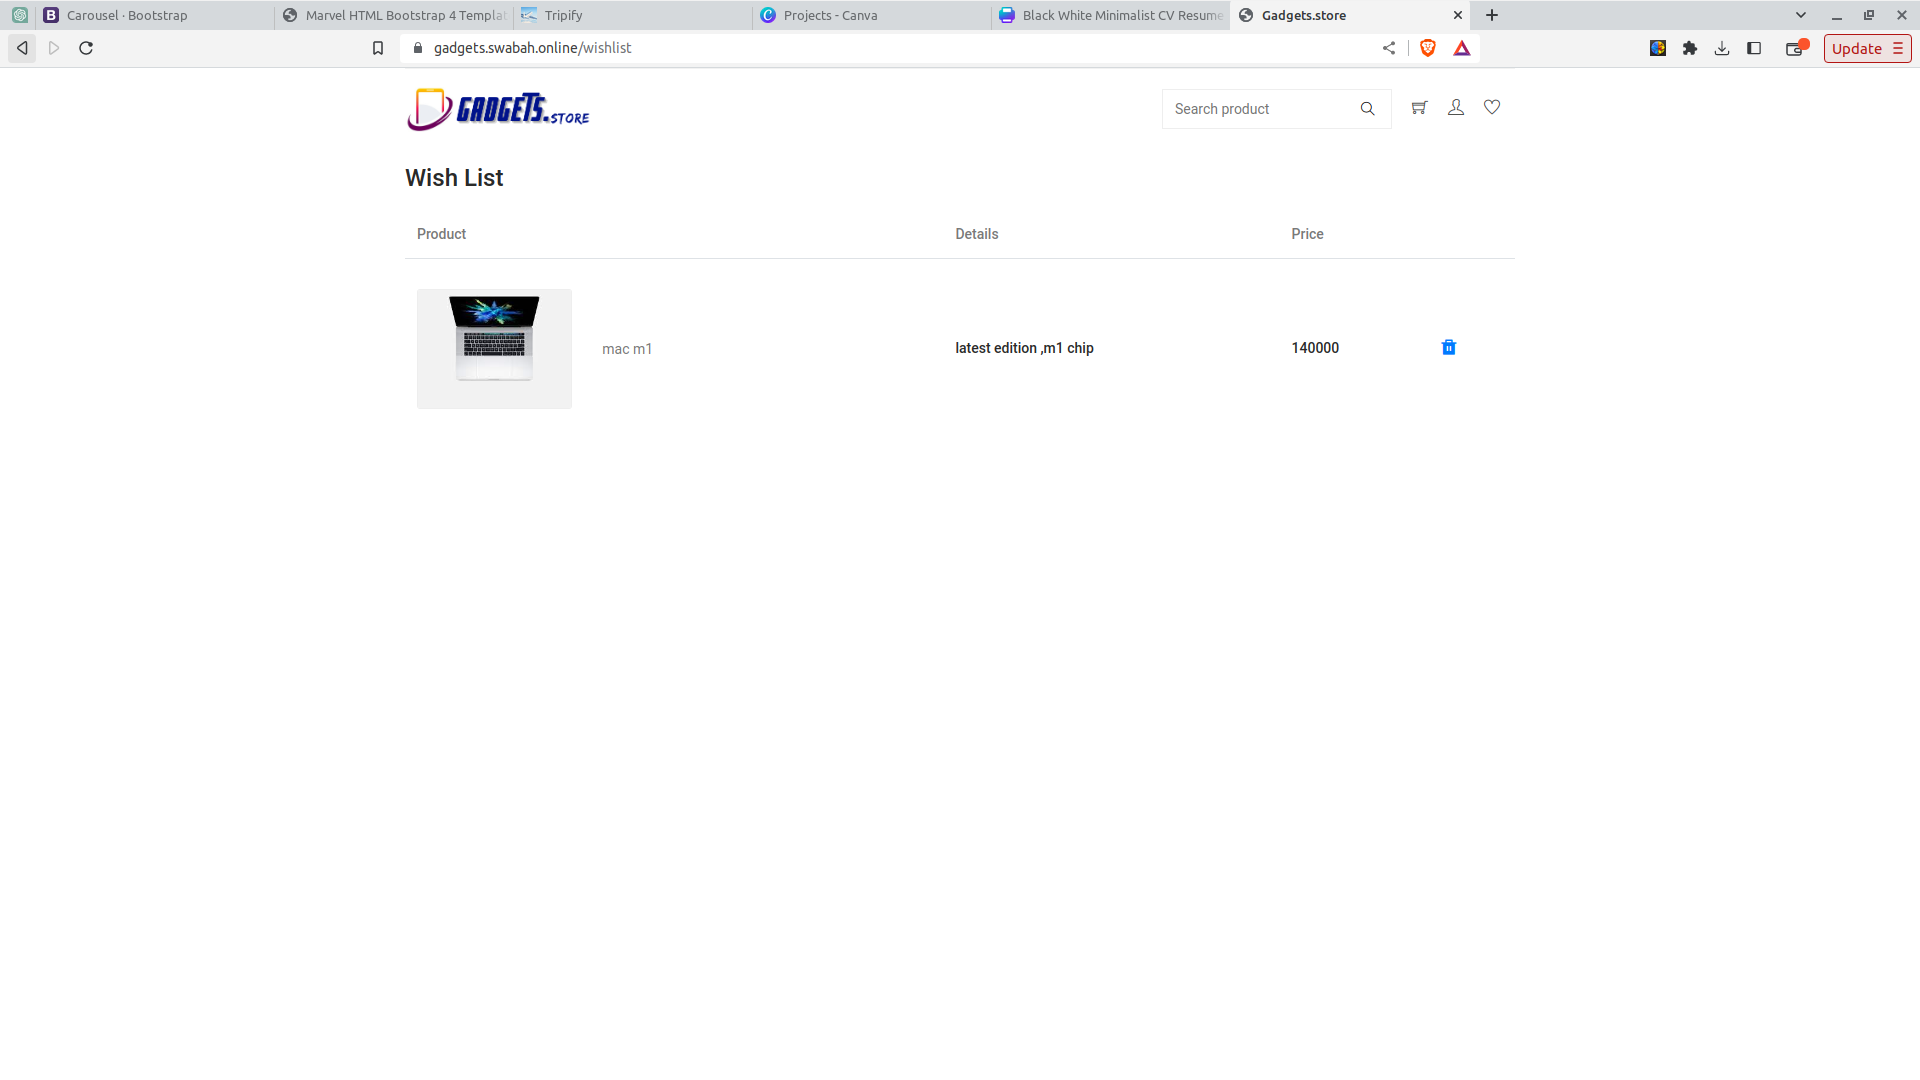 Carousel · Bootstrap
Marvel HTML Bootstrap 4 Templat
Tripify
Projects - Canva
Black White Minimalist CV Resume
Gadgets.store
gadgets.swabah.online/wishlist
Update
GADGETS.STORE
Search product
Wish List
Product Details Price
mac m1 latest edition ,m1 chip 140000